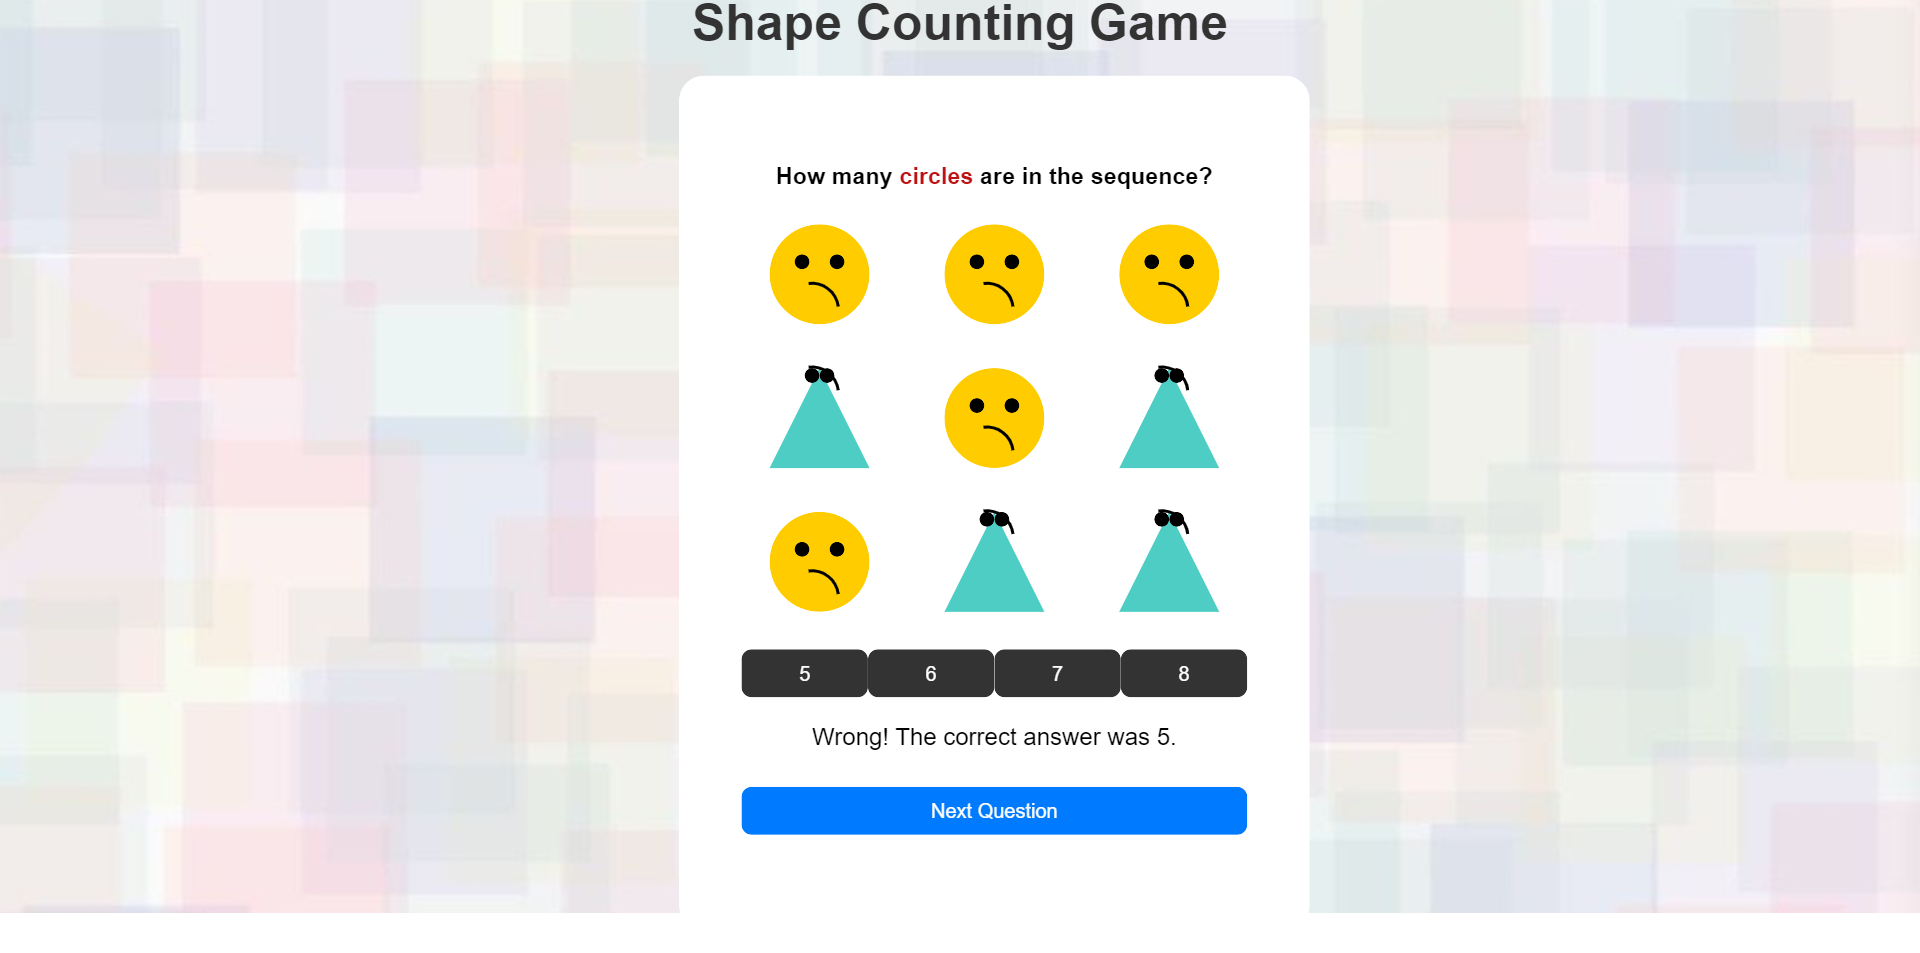 Shape Counting Game
How many circles are in the sequence?
5 6 7 8
Wrong! The correct answer was 5.
Next Question